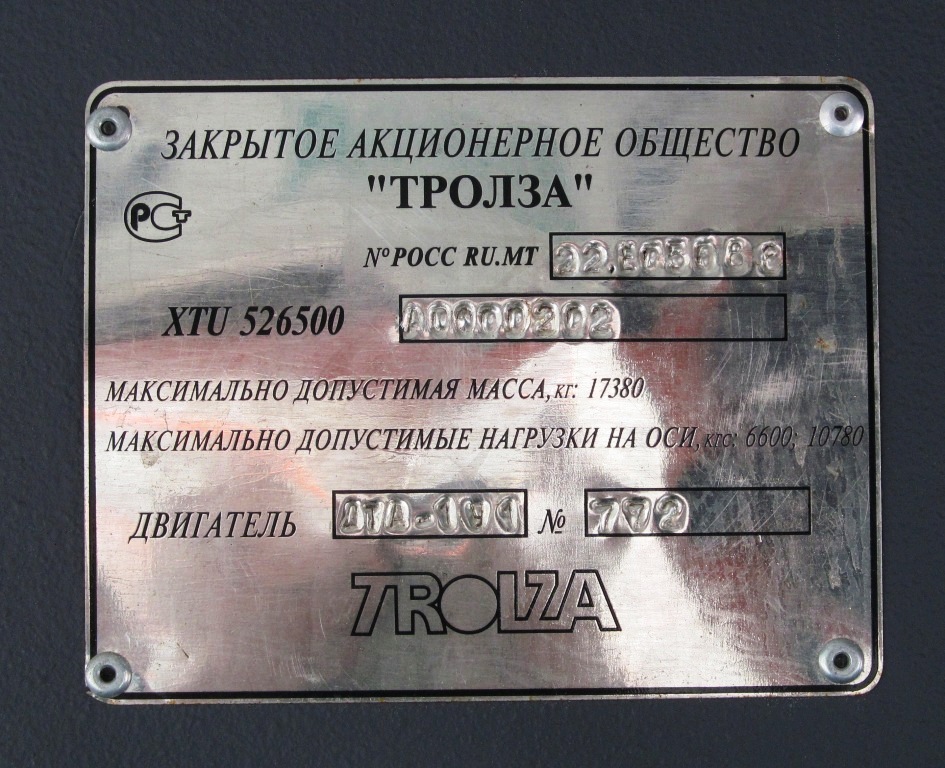 ЗАКРЫТОЕ АКЦИОНЕРНОЕ ОБЩЕСТВО
"ТРОЛЗА"
РСТ
№РОСС RU.MT
XTU 526500 A0000202
МАКСИМАЛЬНО ДОПУСТИМАЯ МАССА, кг: 17380
МАКСИМАЛЬНО ДОПУСТИМЫЕ НАГРУЗКИ НА ОСИ, кгс: 6600; 10780
ДВИГАТЕЛЬ № 772
TROLZA